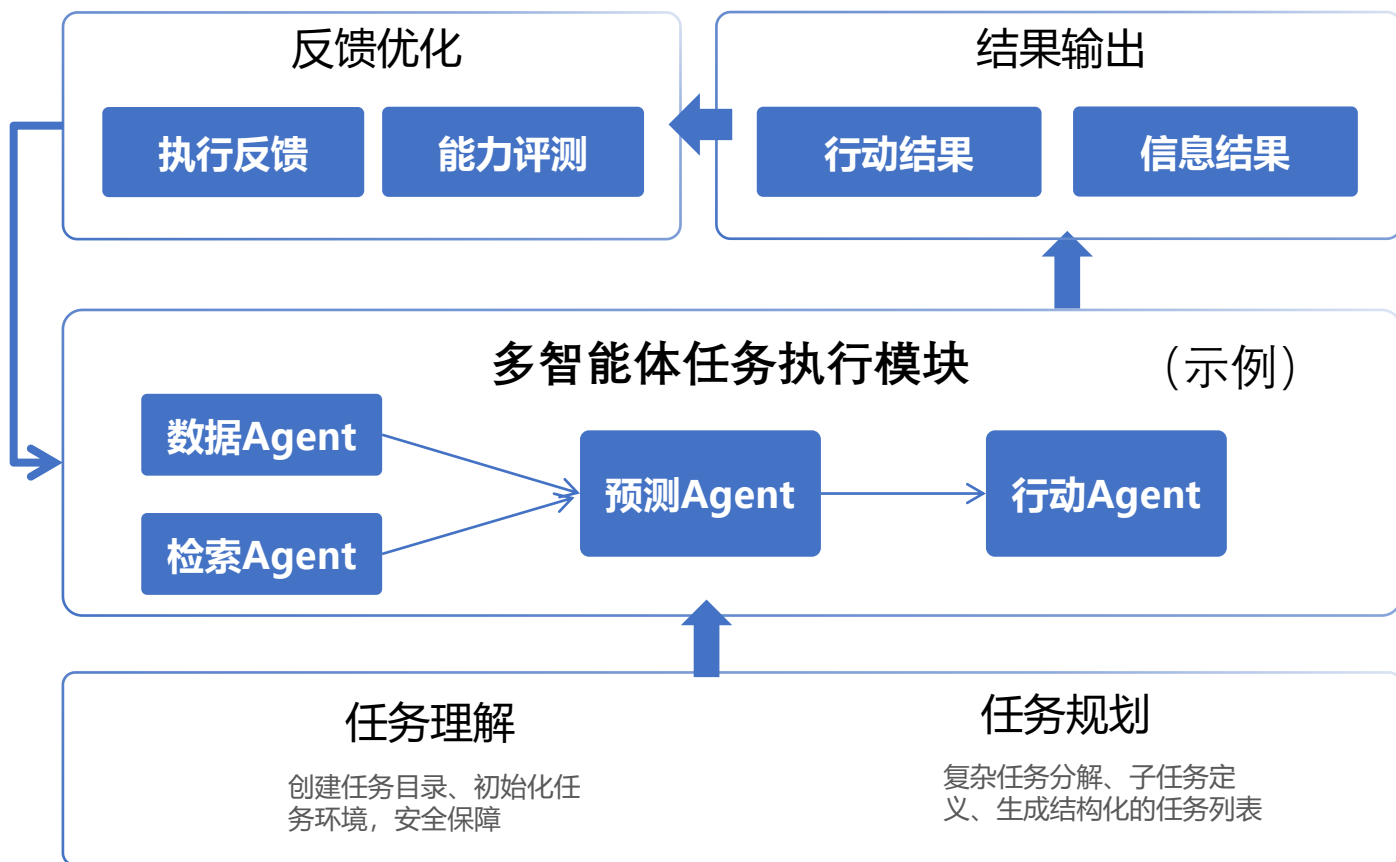 反馈优化
执行反馈
能力评测
结果输出
行动结果
信息结果
多智能体任务执行模块
（示例）
数据Agent
检索Agent
预测Agent
行动Agent
任务理解
创建任务目录、初始化任
务环境，安全保障
任务规划
复杂任务分解、子任务定
义、生成结构化的任务列表